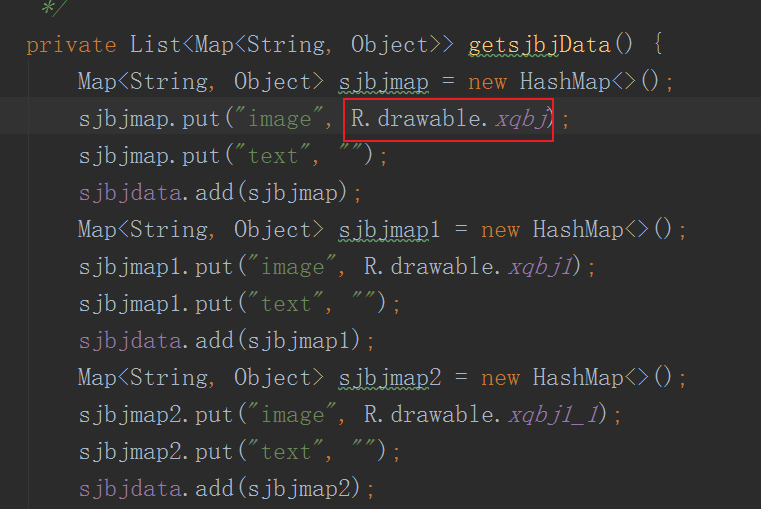 */
private List<Map<String, Object>> getsjbjData() {
Map<String, Object> sjbjmap = new HashMap<>();
sjbjmap.put("image", R.drawable.xqbj);
sjbjmap.put("text", "");
sjbjdata.add(sjbjmap);
Map<String, Object> sjbjmap1 = new HashMap<>();
sjbjmap1.put("image", R.drawable.xqbj1);
sjbjmap1.put("text", "");
sjbjdata.add(sjbjmap1);
Map<String, Object> sjbjmap2 = new HashMap<>();
sjbjmap2.put("image", R.drawable.xqbj1_1);
sjbjmap2.put("text", "");
sjbjdata.add(sjbjmap2);